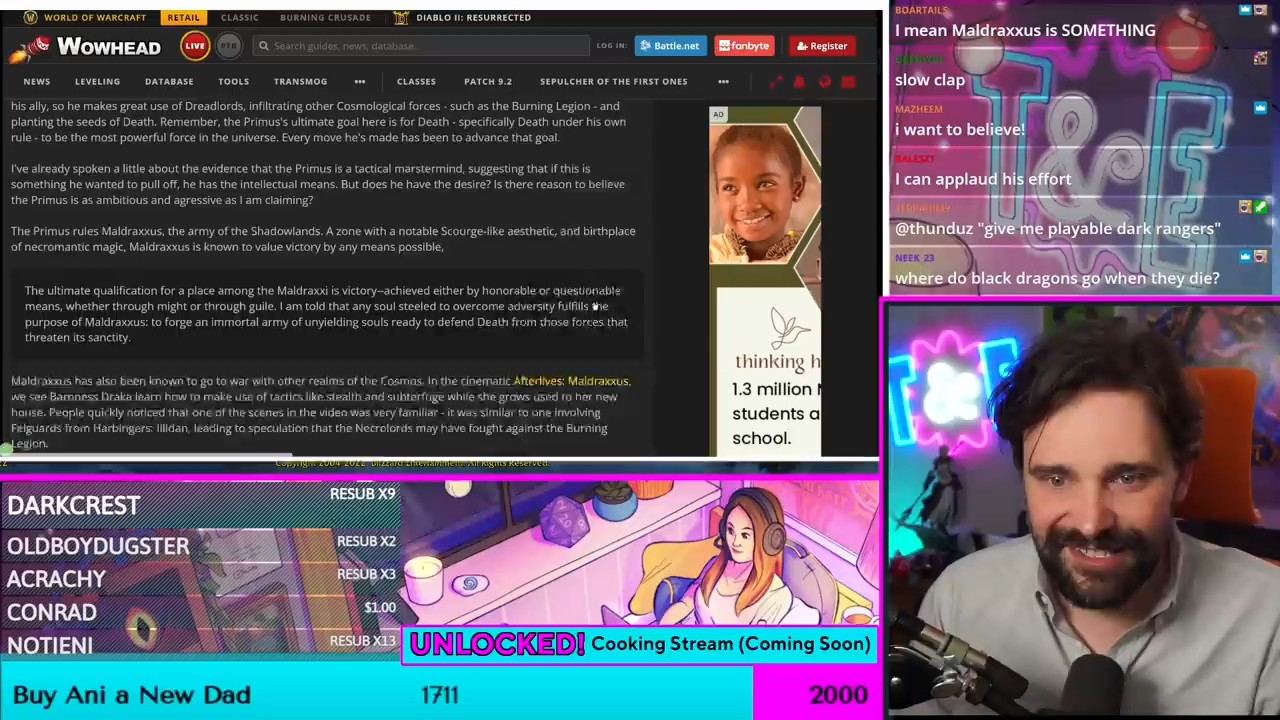 WORLD OF WARCRAFT RETAIL CLASSIC BURNING CRUSADE DIABLO II: RESURRECTED
WOWHEAD LIVE PTR Search guides, news, database... LOG IN: Battle.net fanbyte Register
NEWS LEVELING DATABASE TOOLS TRANSMOG ••• CLASSES PATCH 9.2 SEPULCHER OF THE FIRST ONES •••
his ally, so he makes great use of Dreadlords, infiltrating other Cosmological forces - such as the Burning Legion - and
planting the seeds of Death. Remember, the Primus's ultimate goal here is for Death - specifically Death under his own
rule - to be the most powerful force in the universe. Every move he's made has been to advance that goal.
I've already spoken a little about the evidence that the Primus is a tactical marstermind, suggesting that if this is
something he wanted to pull off, he has the intellectual means. But does he have the desire? Is there reason to believe
the Primus is as ambitious and agressive as I am claiming?
The Primus rules Maldraxxus, the army of the Shadowlands. A zone with a notable Scourge-like aesthetic, and birthplace
of necromantic magic, Maldraxxus is known to value victory by any means possible,
The ultimate qualification for a place among the Maldraxxi is victory--achieved either by honorable or questionable
means, whether through might or through guile. I am told that any soul steeled to overcome adversity fulfills the
purpose of Maldraxxus: to forge an immortal army of unyielding souls ready to defend Death from those forces that
threaten its sanctity.
Maldraxxus has also been known to go to war with other realms of the Cosmos. In the cinematic Afterlives: Maldraxxus,
we see Baroness Draka learn how to make use of tactics like stealth and subterfuge while she grows used to her new
house. People quickly noticed that one of the scenes in the video was very familiar - it was similar to one involving
Felguards from Harbingers: Illidan, leading to speculation that the Necrolords may have fought against the Burning
Legion.
Copyright 2004-2022 Blizzard Entertainment. All Rights Reserved.
AD
thinking h
1.3 million
students a
school.
BOARTAILS
I mean Maldraxxus is SOMETHING
slow clap
MAZHEEM
i want to believe!
BALESZT
I can applaud his effort
@thunduz "give me playable dark rangers"
NEEK_23
where do black dragons go when they die?
T&E
DARKCREST RESUB X9
OLDBOYDUGSTER RESUB X2
ACRACHY RESUB X3
CONRAD $1.00
NOTIENI RESUB X13
UNLOCKED! Cooking Stream (Coming Soon)
Buy Ani a New Dad 1711 2000